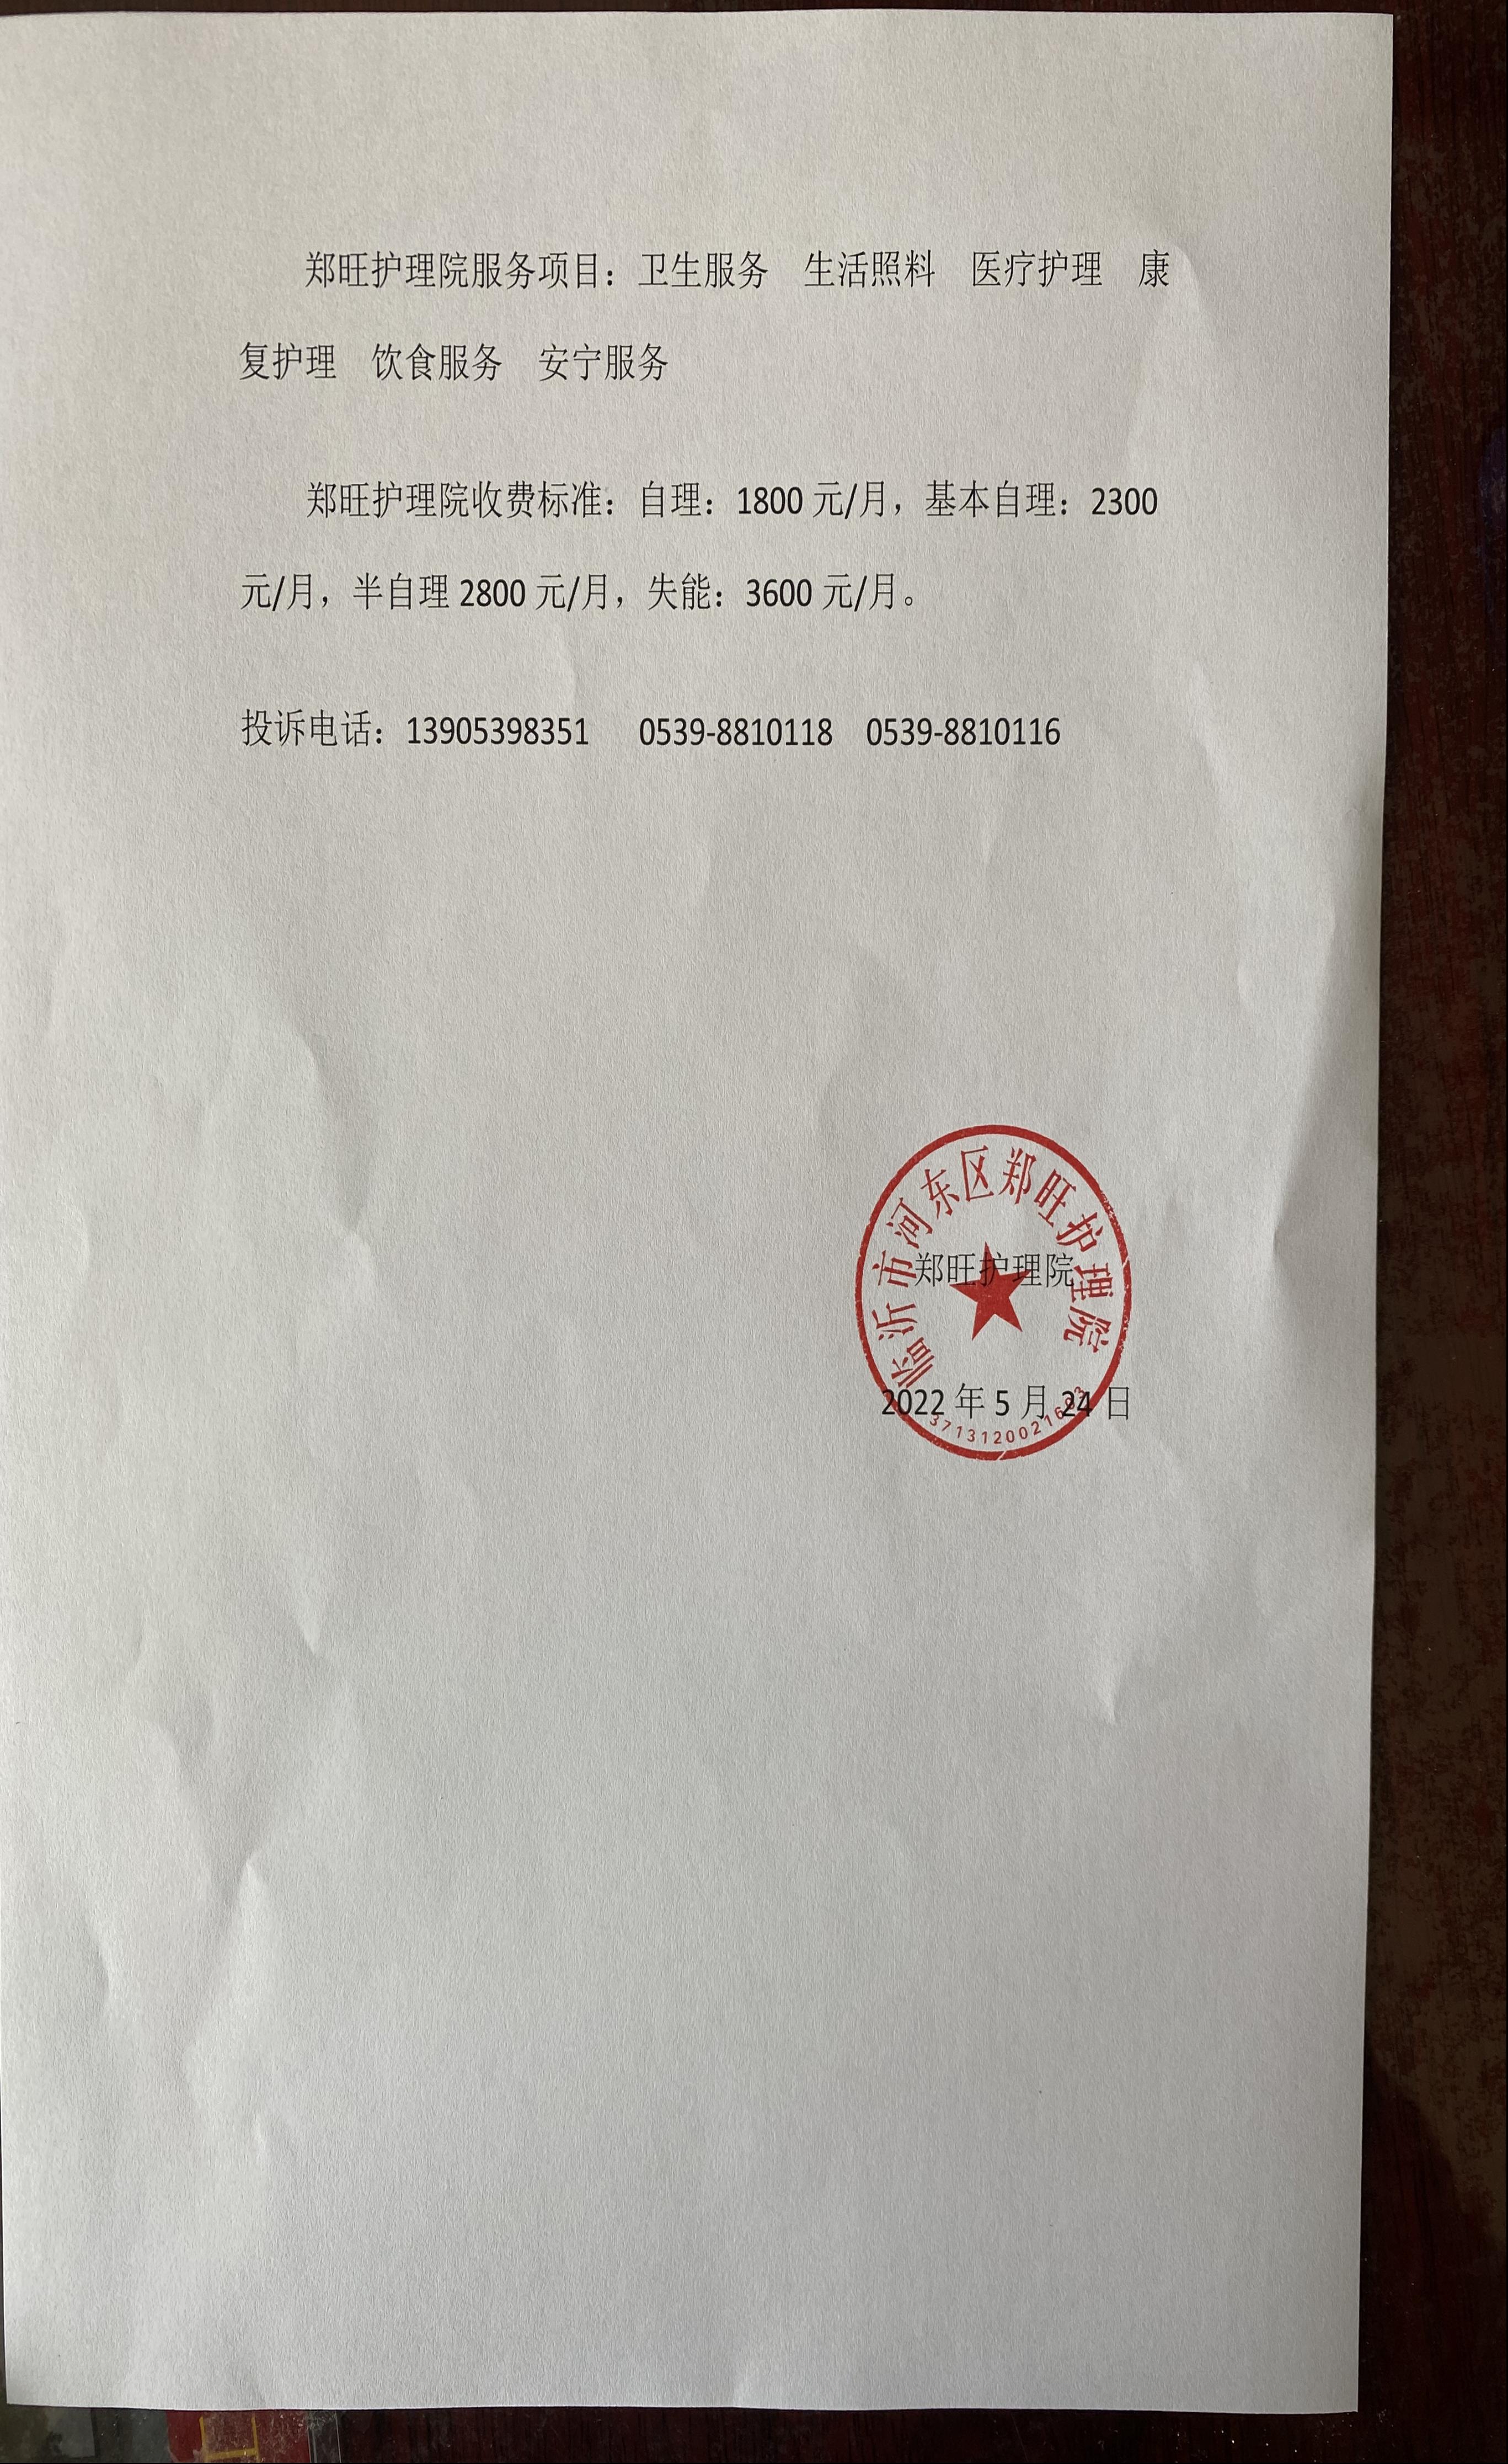 郑旺护理院服务项目：卫生服务　生活照料　医疗护理　康
复护理　饮食服务　安宁服务
郑旺护理院收费标准：自理：1800 元/月，基本自理：2300
元/月，半自理 2800 元/月，失能：3600 元/月。
投诉电话：13905398351　0539-8810118　0539-8810116
临沂市河东区郑旺护理院
郑旺护理院
2022 年 5 月 24 日